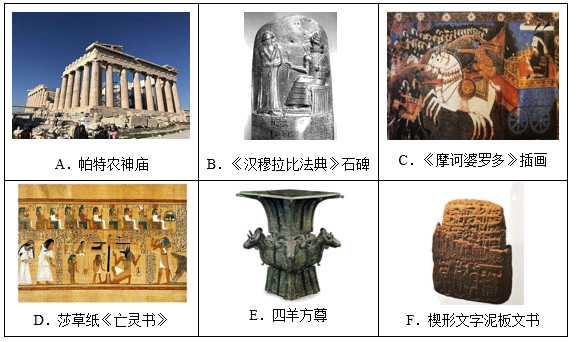 A．帕特农神庙
B．《汉穆拉比法典》石碑
C．《摩诃婆罗多》插画
D．莎草纸《亡灵书》
E．四羊方尊
F．楔形文字泥板文书